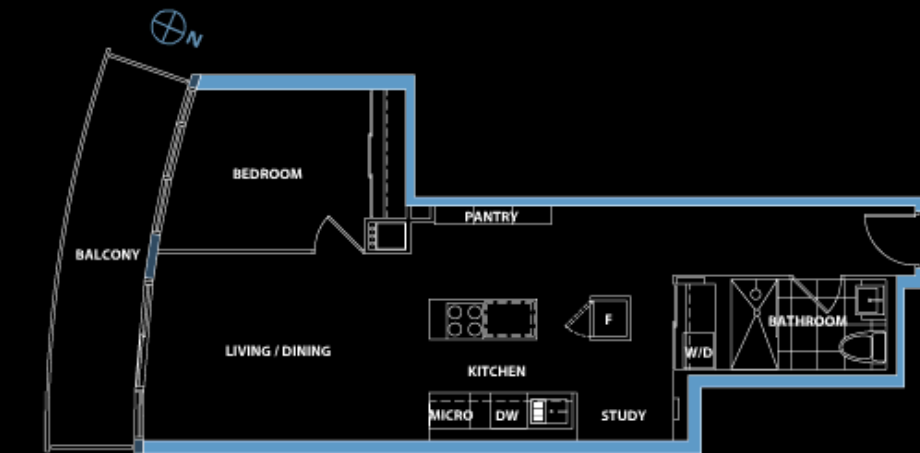 N
BEDROOM
PANTRY
BALCONY
BATHROOM
F
LIVING / DINING
W/D
KITCHEN
MICRO
DW
STUDY